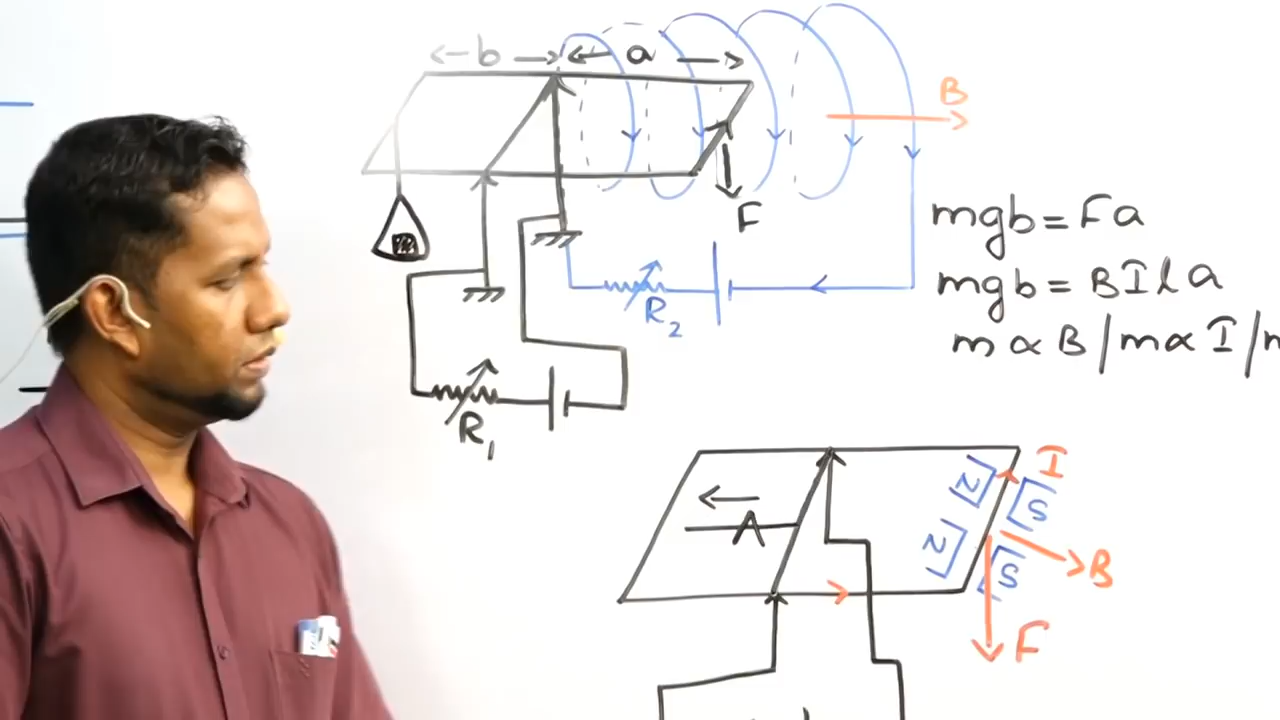 b
a
B
F
mgb = Fa
R2
mgb = BIla
m ∝ B / m ∝ I /
R1
I
N
S
A
N
S
B
F